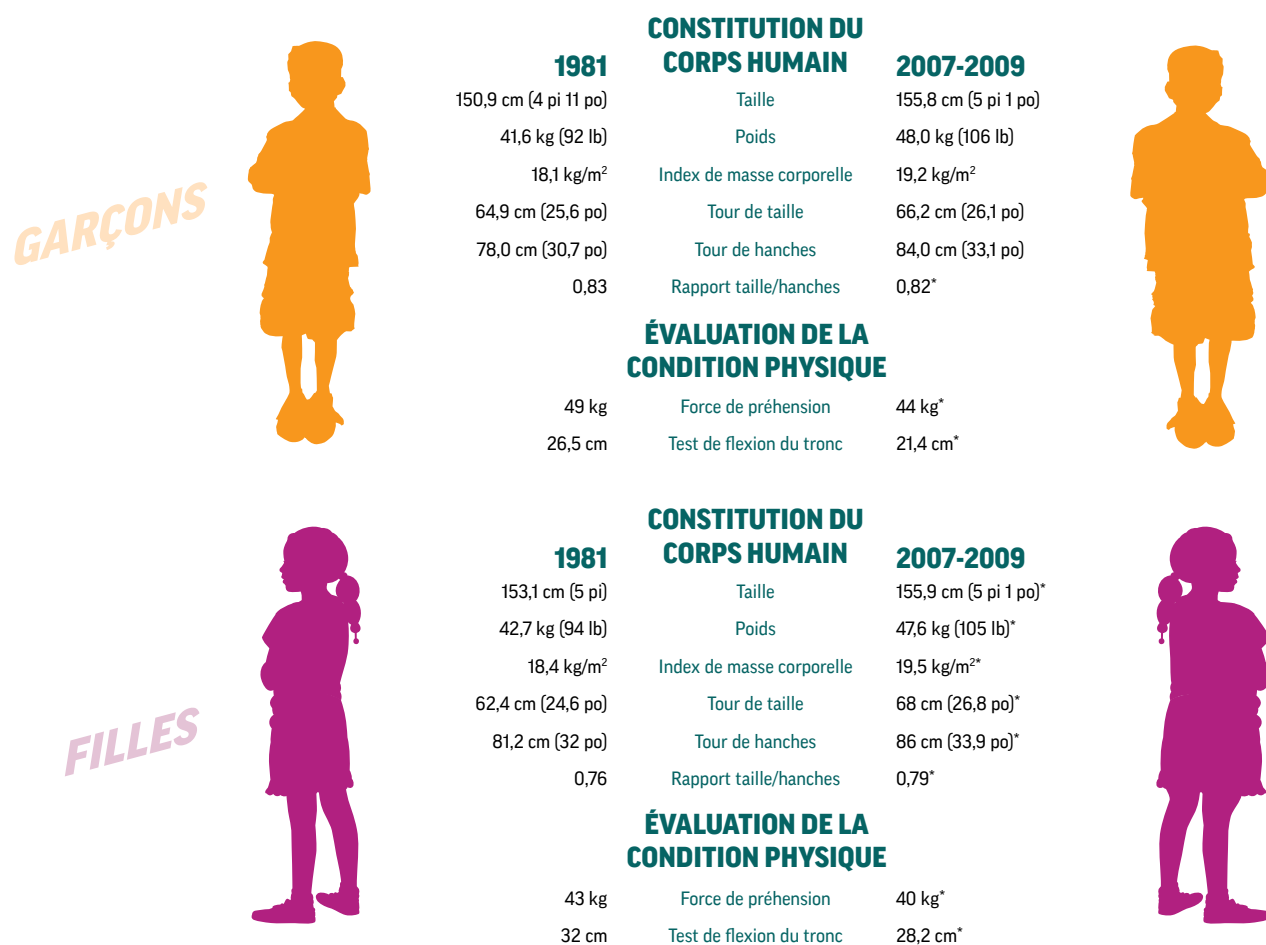 CONSTITUTION DU
CORPS HUMAIN
1981 2007-2009
150,9 cm (4 pi 11 po) Taille 155,8 cm (5 pi 1 po)
41,6 kg (92 lb) Poids 48,0 kg (106 lb)
18,1 kg/m² Index de masse corporelle 19,2 kg/m²
64,9 cm (25,6 po) Tour de taille 66,2 cm (26,1 po)
78,0 cm (30,7 po) Tour de hanches 84,0 cm (33,1 po)
0,83 Rapport taille/hanches 0,82*
GARÇONS
ÉVALUATION DE LA
CONDITION PHYSIQUE
49 kg Force de préhension 44 kg*
26,5 cm Test de flexion du tronc 21,4 cm*
CONSTITUTION DU
CORPS HUMAIN
1981 2007-2009
153,1 cm (5 pi) Taille 155,9 cm (5 pi 1 po)*
42,7 kg (94 lb) Poids 47,6 kg (105 lb)*
18,4 kg/m² Index de masse corporelle 19,5 kg/m²*
62,4 cm (24,6 po) Tour de taille 68 cm (26,8 po)*
81,2 cm (32 po) Tour de hanches 86 cm (33,9 po)*
0,76 Rapport taille/hanches 0,79*
FILLES
ÉVALUATION DE LA
CONDITION PHYSIQUE
43 kg Force de préhension 40 kg*
32 cm Test de flexion du tronc 28,2 cm*